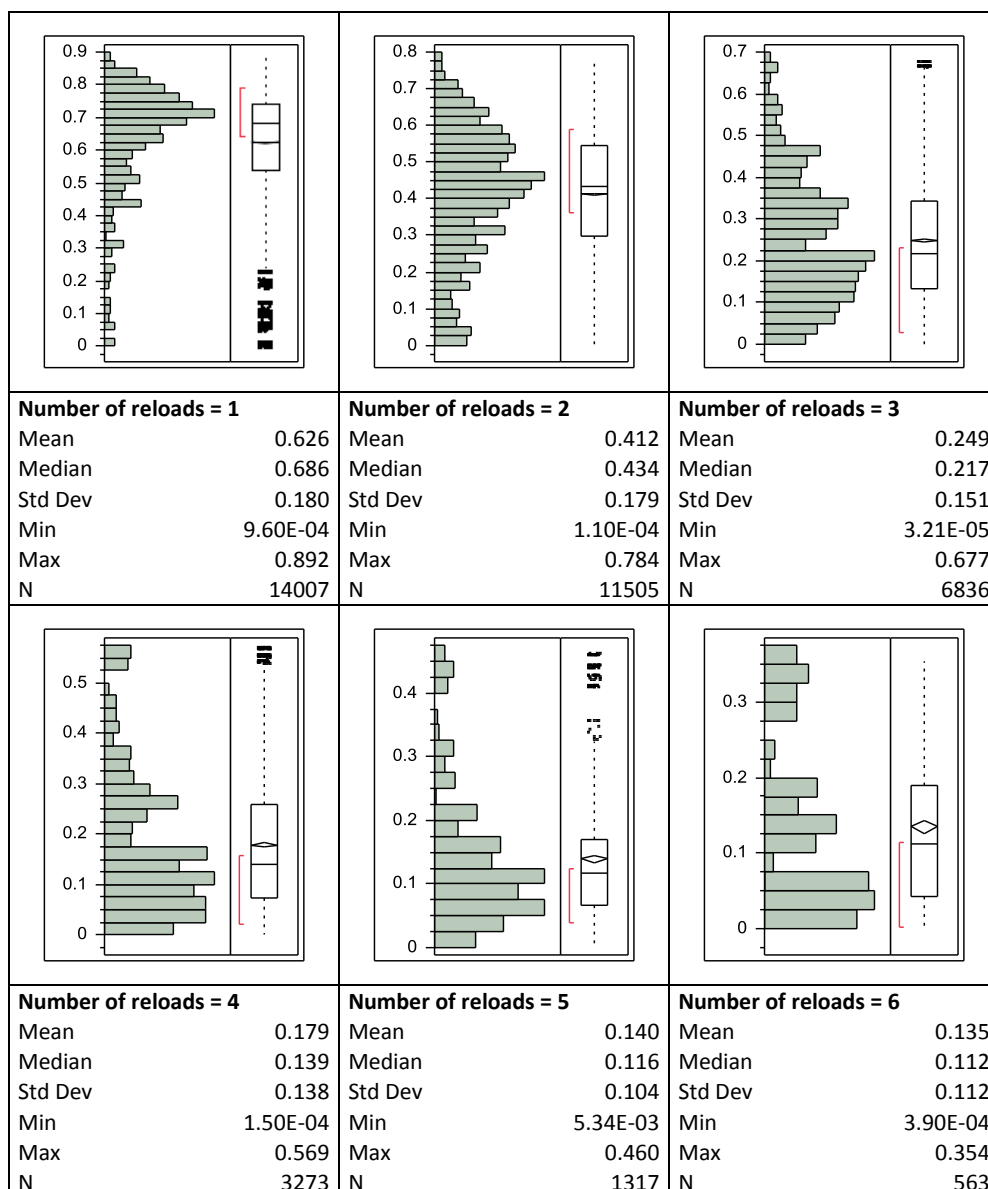 0.9
0.8
0.7
0.6
0.5
0.4
0.3
0.2
0.1
0
0.8
0.7
0.6
0.5
0.4
0.3
0.2
0.1
0
0.7
0.6
0.5
0.4
0.3
0.2
0.1
0
Number of reloads = 1
Mean 0.626
Median 0.686
Std Dev 0.180
Min 9.60E-04
Max 0.892
N 14007
Number of reloads = 2
Mean 0.412
Median 0.434
Std Dev 0.179
Min 1.10E-04
Max 0.784
N 11505
Number of reloads = 3
Mean 0.249
Median 0.217
Std Dev 0.151
Min 3.21E-05
Max 0.677
N 6836
0.5
0.4
0.3
0.2
0.1
0
0.4
0.3
0.2
0.1
0
0.3
0.2
0.1
0
Number of reloads = 4
Mean 0.179
Median 0.139
Std Dev 0.138
Min 1.50E-04
Max 0.569
N 3273
Number of reloads = 5
Mean 0.140
Median 0.116
Std Dev 0.104
Min 5.34E-03
Max 0.460
N 1317
Number of reloads = 6
Mean 0.135
Median 0.112
Std Dev 0.112
Min 3.90E-04
Max 0.354
N 563